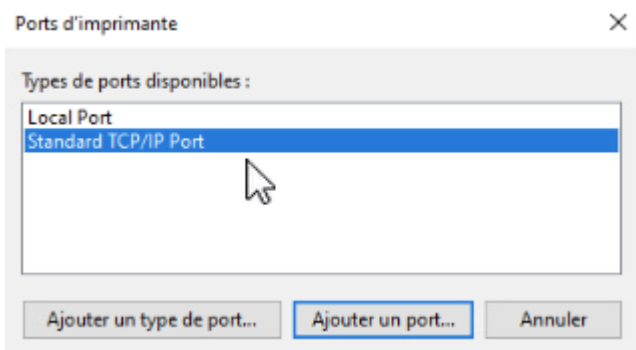 Ports d'imprimante
Types de ports disponibles :
Local Port
Standard TCP/IP Port
Ajouter un type de port... Ajouter un port... Annuler